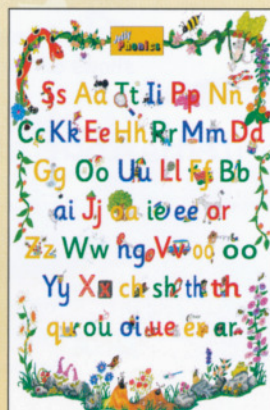 Jolly
Phonics
Ss Aa Tt Ii Pp Nn
Cc Kk Ee Hh Rr Mm Dd
Gg Oo Uu Ll Ff Bb
ai Jj oa ie ee or
Zz Ww ng Vv oo oo
Yy Xx ch sh th th
qu ou oi ue er ar